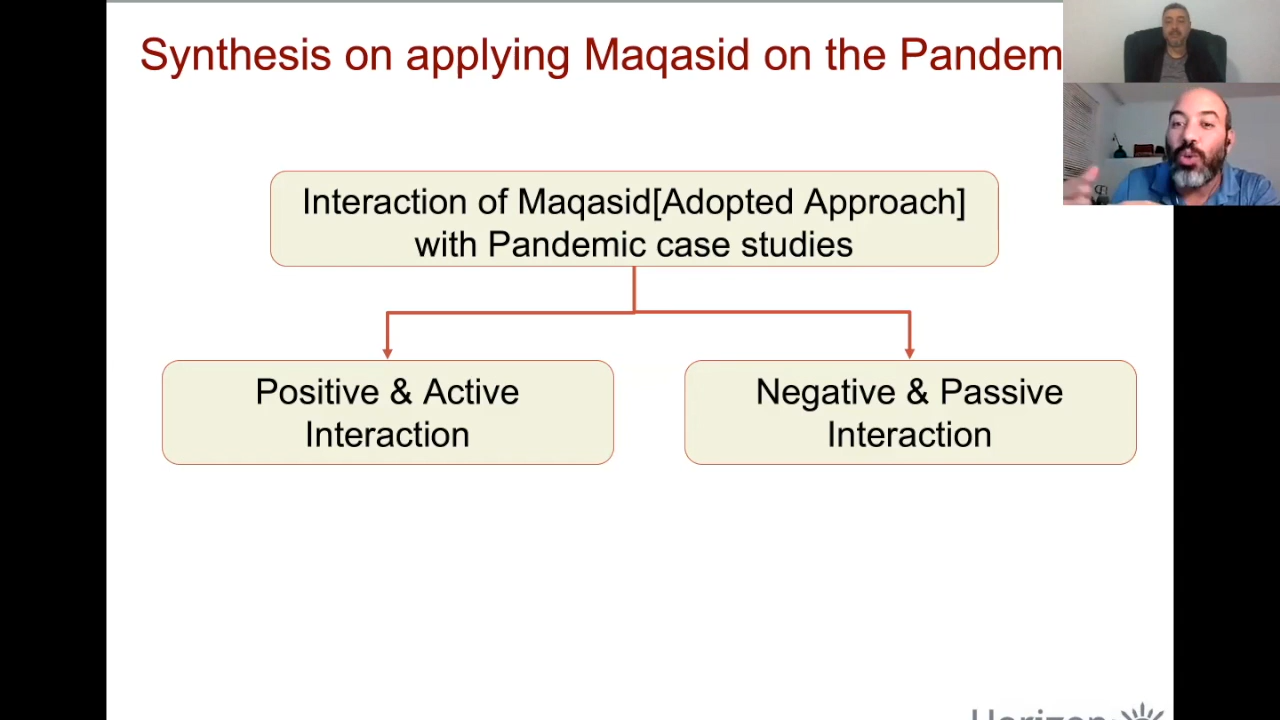 Synthesis on applying Maqasid on the Pandem
Interaction of Maqasid[Adopted Approach]
with Pandemic case studies
Positive & Active
Interaction
Negative & Passive
Interaction